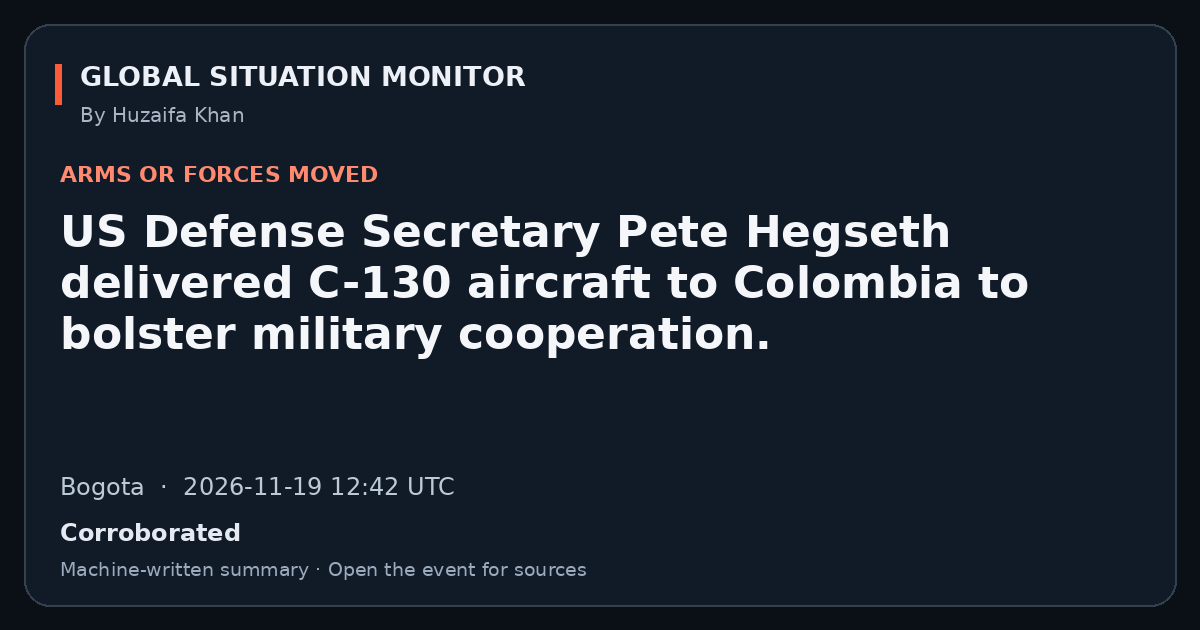 GLOBAL SITUATION MONITOR
By Huzaifa Khan
ARMS OR FORCES MOVED
US Defense Secretary Pete Hegseth
delivered C-130 aircraft to Colombia to
bolster military cooperation.
Bogota · 2026-11-19 12:42 UTC
Corroborated
Machine-written summary · Open the event for sources